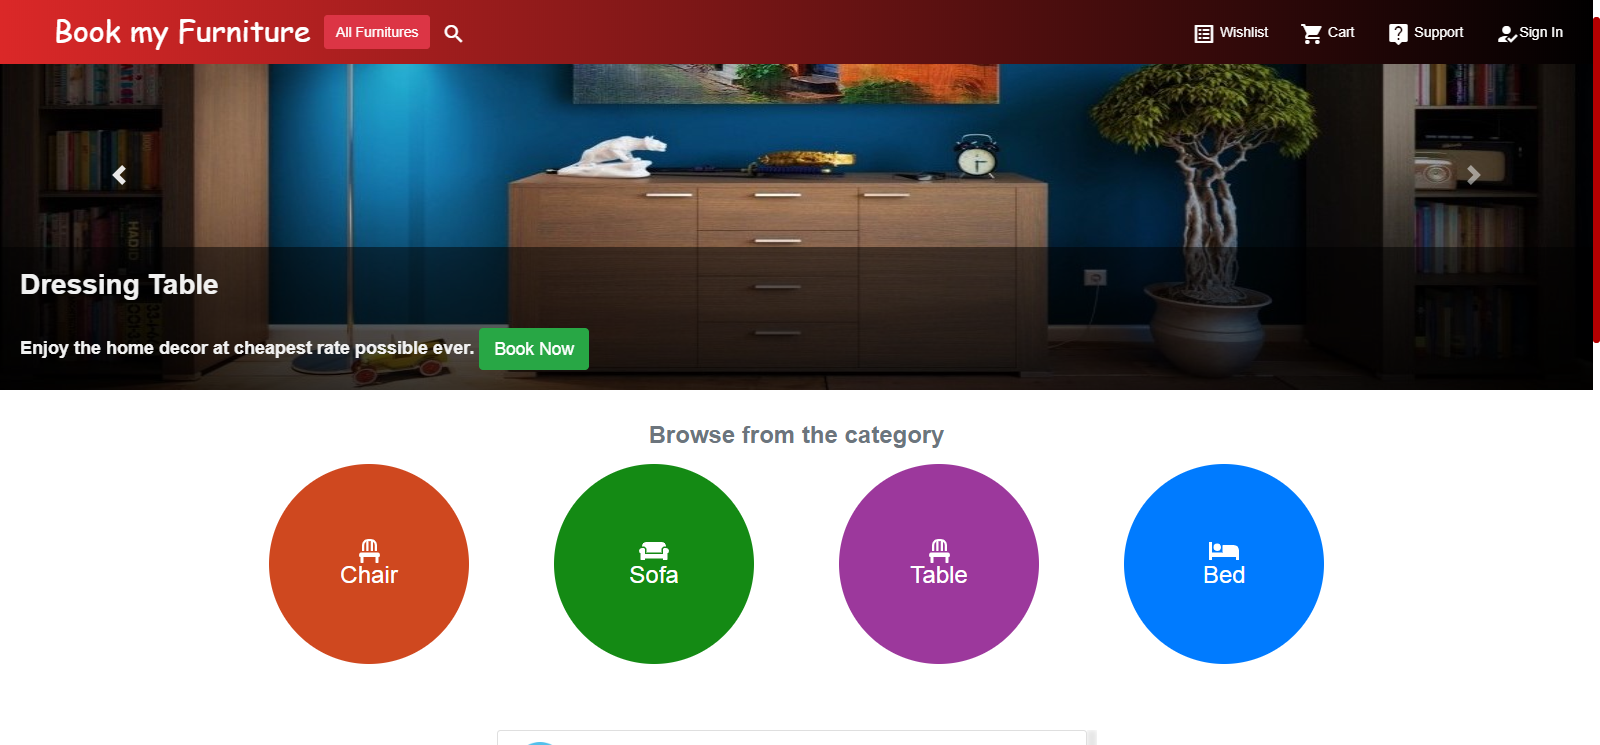 Book my Furniture
All Furnitures
Wishlist
Cart
Support
Sign In
Dressing Table
Enjoy the home decor at cheapest rate possible ever.
Book Now
Browse from the category
Chair
Sofa
Table
Bed